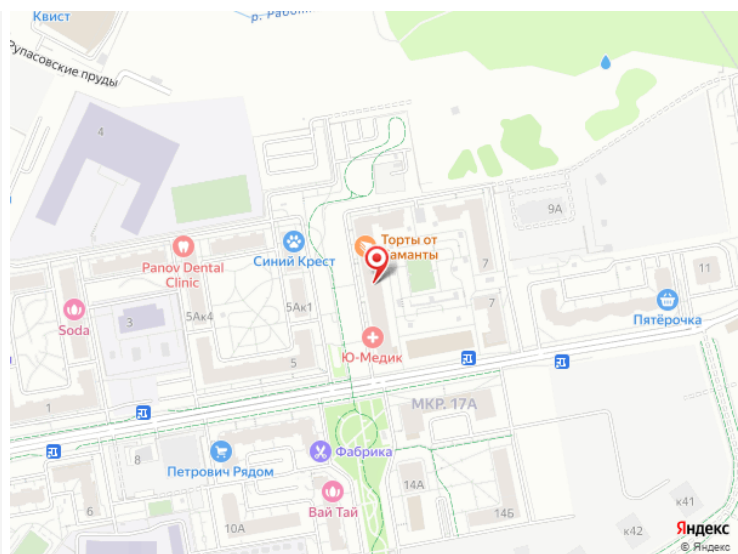 Квист
р. Рабо
Рупасовские пруды
4
9А
Торты от
аманты
Синий Крест
Panov Dental
Clinic
7
11
Soda
3
5Ак4
5Ак1
7
Пятёрочка
Ю-Медик
5
1
МКР. 17А
8
Петрович Рядом
Фабрика
6
14А
Вай Тай
10А
14Б
к41
к42
Яндекс
© Яндекс